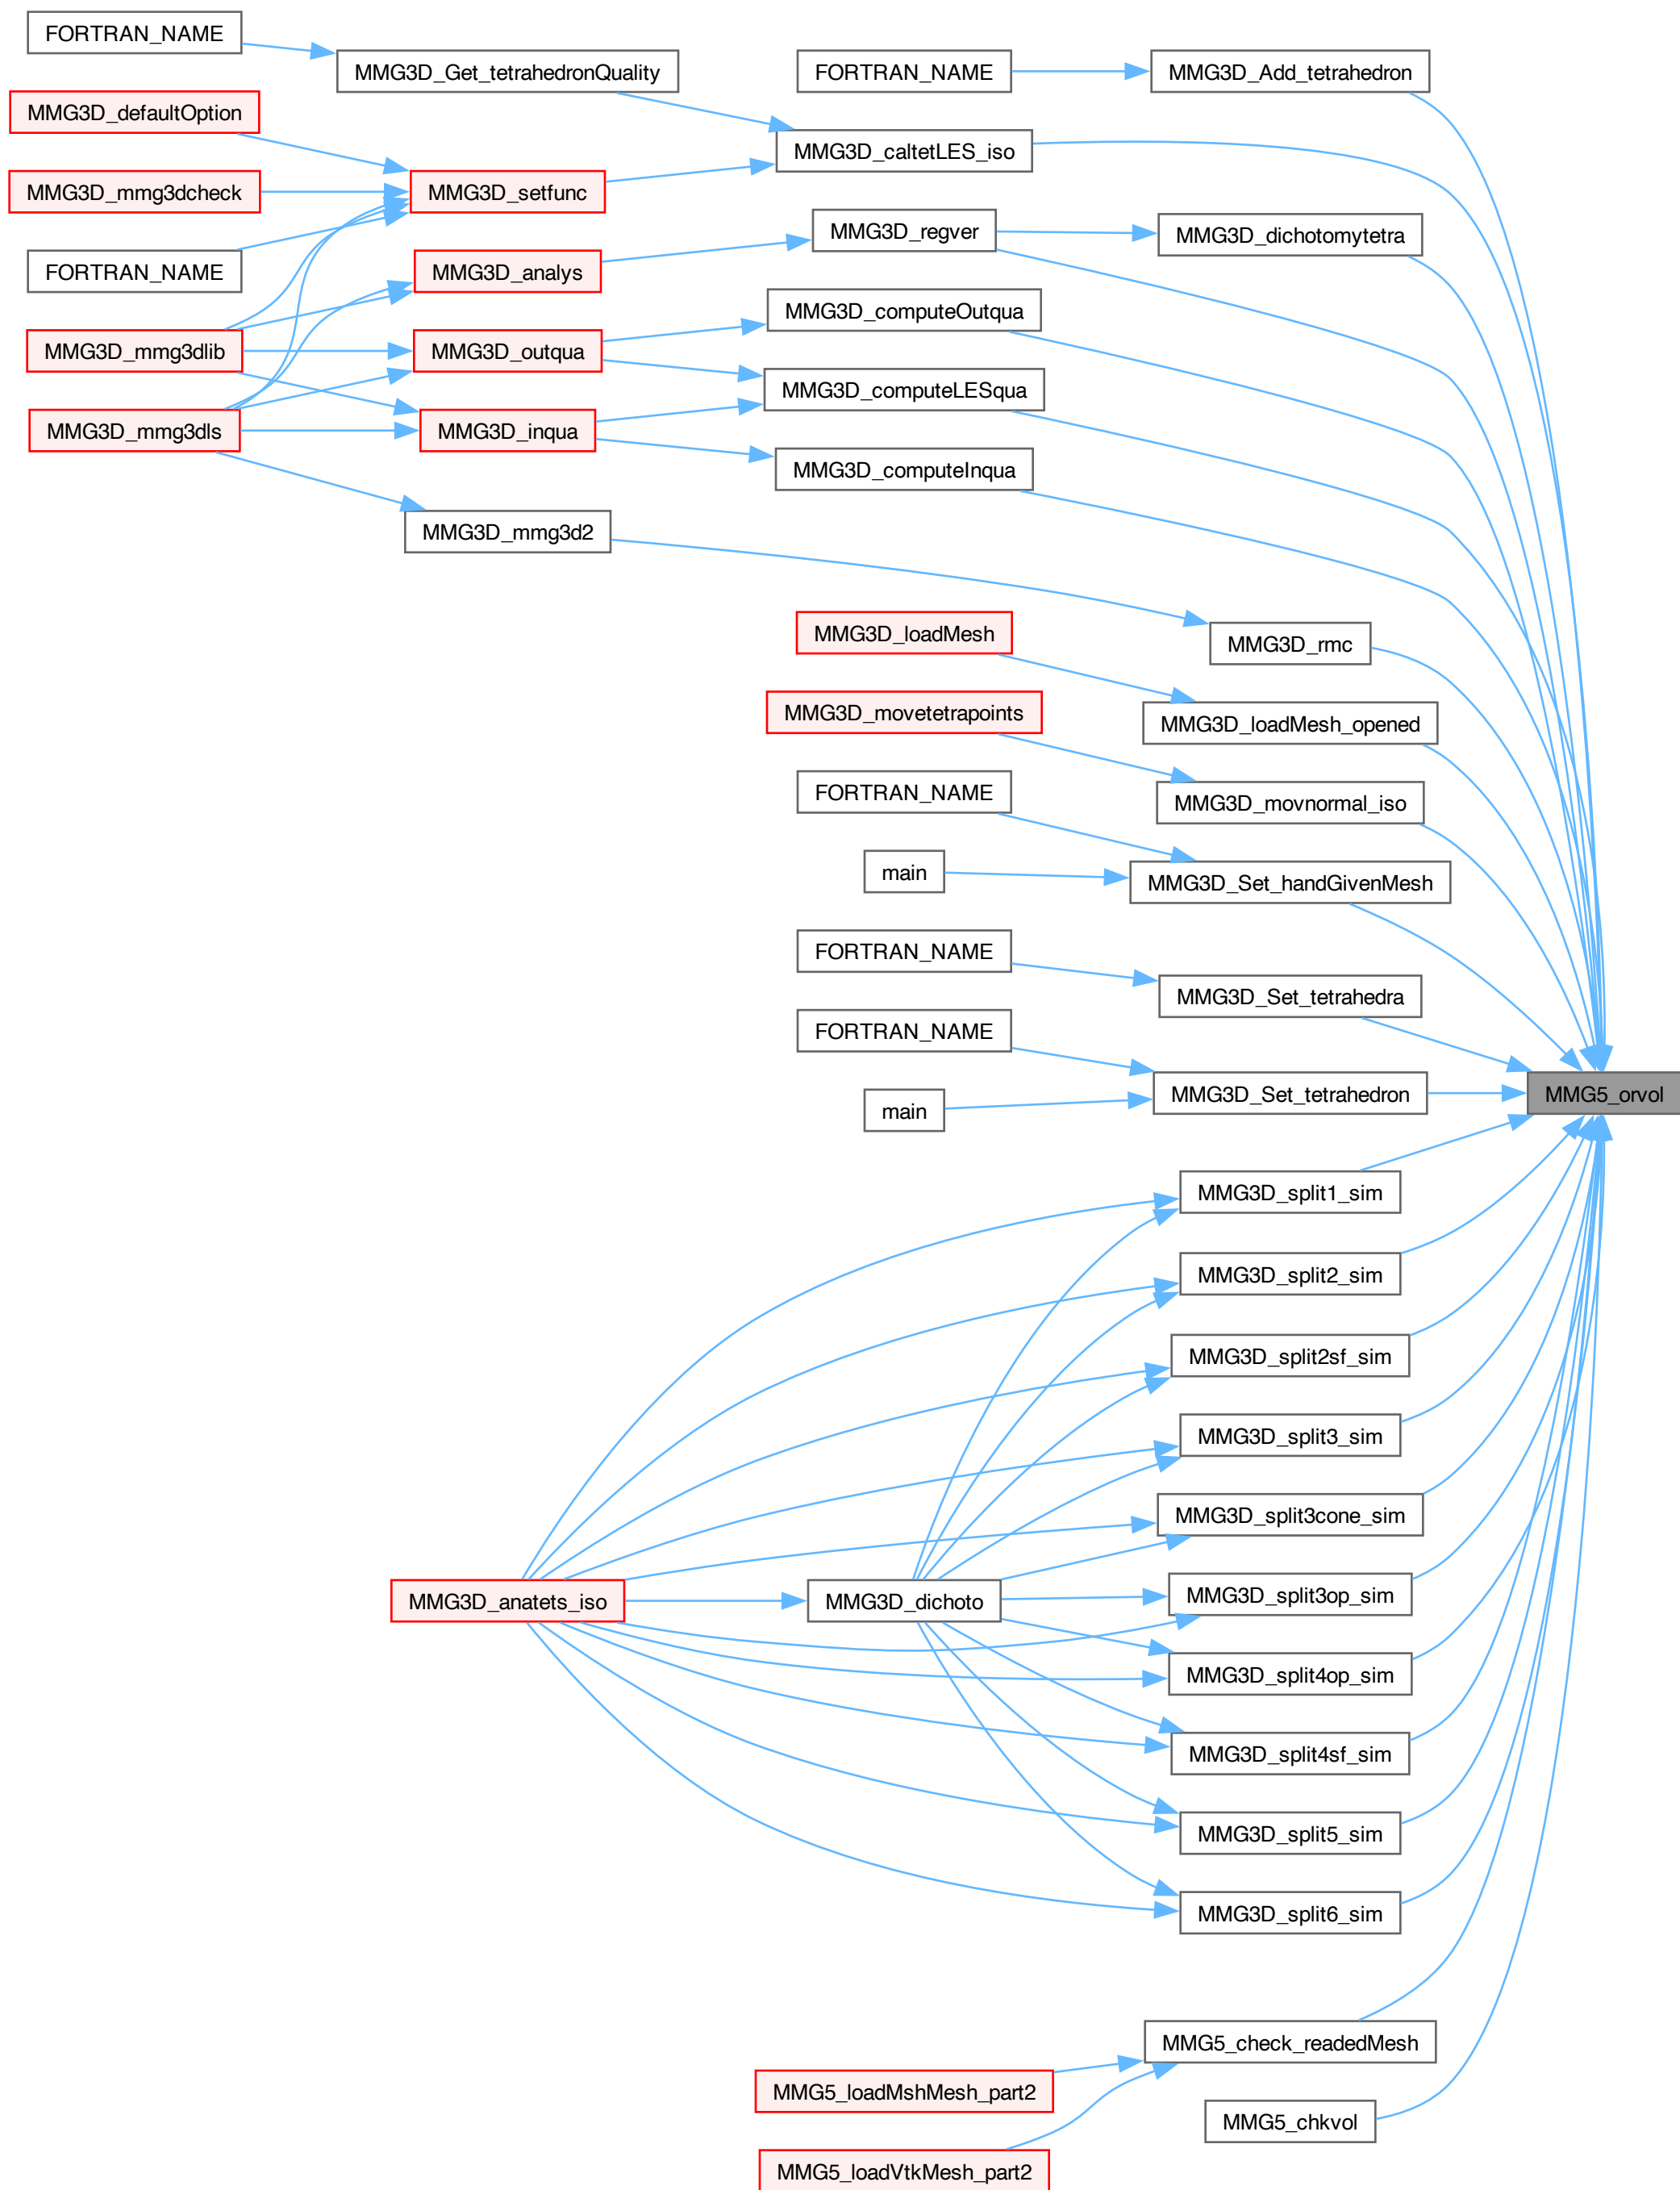 FORTRAN_NAME
MMG3D_Get_tetrahedronQuality
FORTRAN_NAME
MMG3D_Add_tetrahedron
MMG3D_defaultOption
MMG3D_caltetLES_iso
MMG3D_mmg3dcheck
MMG3D_setfunc
MMG3D_regver
MMG3D_dichotomytetra
FORTRAN_NAME
MMG3D_analys
MMG3D_computeOutqua
MMG3D_mmg3dlib
MMG3D_outqua
MMG3D_computeLESqua
MMG3D_mmg3dls
MMG3D_inqua
MMG3D_computeInqua
MMG3D_mmg3d2
MMG3D_loadMesh
MMG3D_rmc
MMG3D_movetetrapoints
MMG3D_loadMesh_opened
FORTRAN_NAME
MMG3D_movnormal_iso
main
MMG3D_Set_handGivenMesh
FORTRAN_NAME
MMG3D_Set_tetrahedra
FORTRAN_NAME
MMG3D_Set_tetrahedron
MMG5_orvol
main
MMG3D_split1_sim
MMG3D_split2_sim
MMG3D_split2sf_sim
MMG3D_split3_sim
MMG3D_split3cone_sim
MMG3D_anatets_iso
MMG3D_dichoto
MMG3D_split3op_sim
MMG3D_split4op_sim
MMG3D_split4sf_sim
MMG3D_split5_sim
MMG3D_split6_sim
MMG5_check_readedMesh
MMG5_loadMshMesh_part2
MMG5_chkvol
MMG5_loadVtkMesh_part2